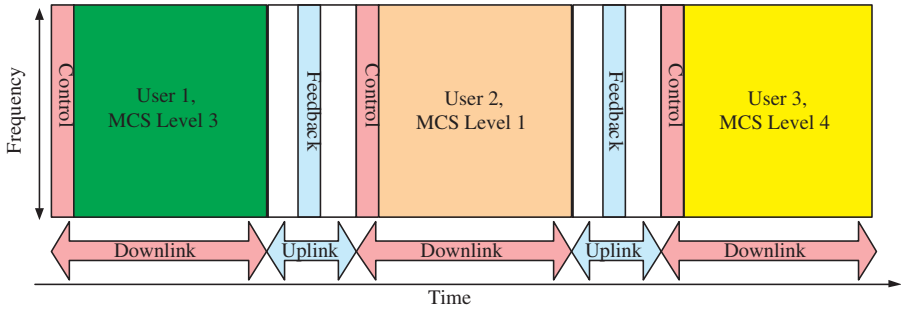 Frequency
Control
User 1,
MCS Level 3
Feedback
Control
User 2,
MCS Level 1
Feedback
Control
User 3,
MCS Level 4
Downlink
Uplink
Downlink
Uplink
Downlink
Time